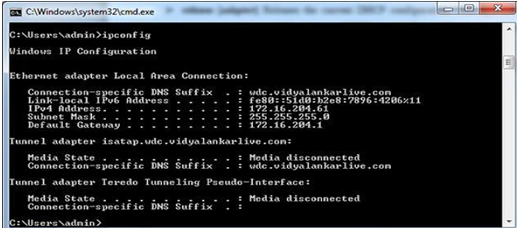 C:\Windows\system32\cmd.exe
C:\Users\admin>ipconfig
Windows IP Configuration
Ethernet adapter Local Area Connection:
Connection-specific DNS Suffix . : wdc.vidyalankarlive.com
Link-local IPv6 Address . . . . . : fe80::51d0:b2e8:7896:4206%11
IPv4 Address. . . . . . . . . . . : 172.16.204.61
Subnet Mask . . . . . . . . . . . : 255.255.255.0
Default Gateway . . . . . . . . . : 172.16.204.1
Tunnel adapter isatap.wdc.vidyalankarlive.com:
Media State . . . . . . . . . . . : Media disconnected
Connection-specific DNS Suffix . : wdc.vidyalankarlive.com
Tunnel adapter Teredo Tunneling Pseudo-Interface:
Media State . . . . . . . . . . . : Media disconnected
Connection-specific DNS Suffix . :
C:\Users\admin>